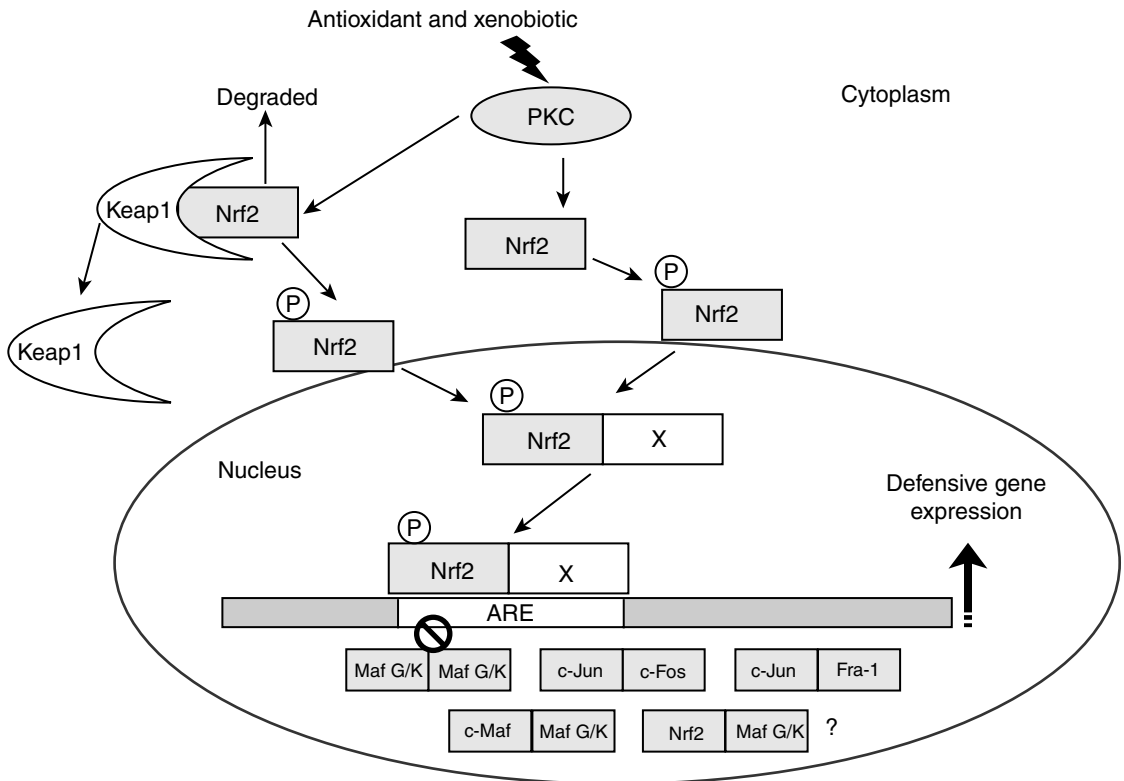 Antioxidant and xenobiotic
Degraded
PKC
Cytoplasm
Keap1
Nrf2
Nrf2
P
Nrf2
P
Nrf2
Keap1
P
Nrf2
X
Nucleus
Defensive gene
expression
P
Nrf2
X
ARE
Maf G/K
Maf G/K
c-Jun
c-Fos
c-Jun
Fra-1
c-Maf
Maf G/K
Nrf2
Maf G/K
?